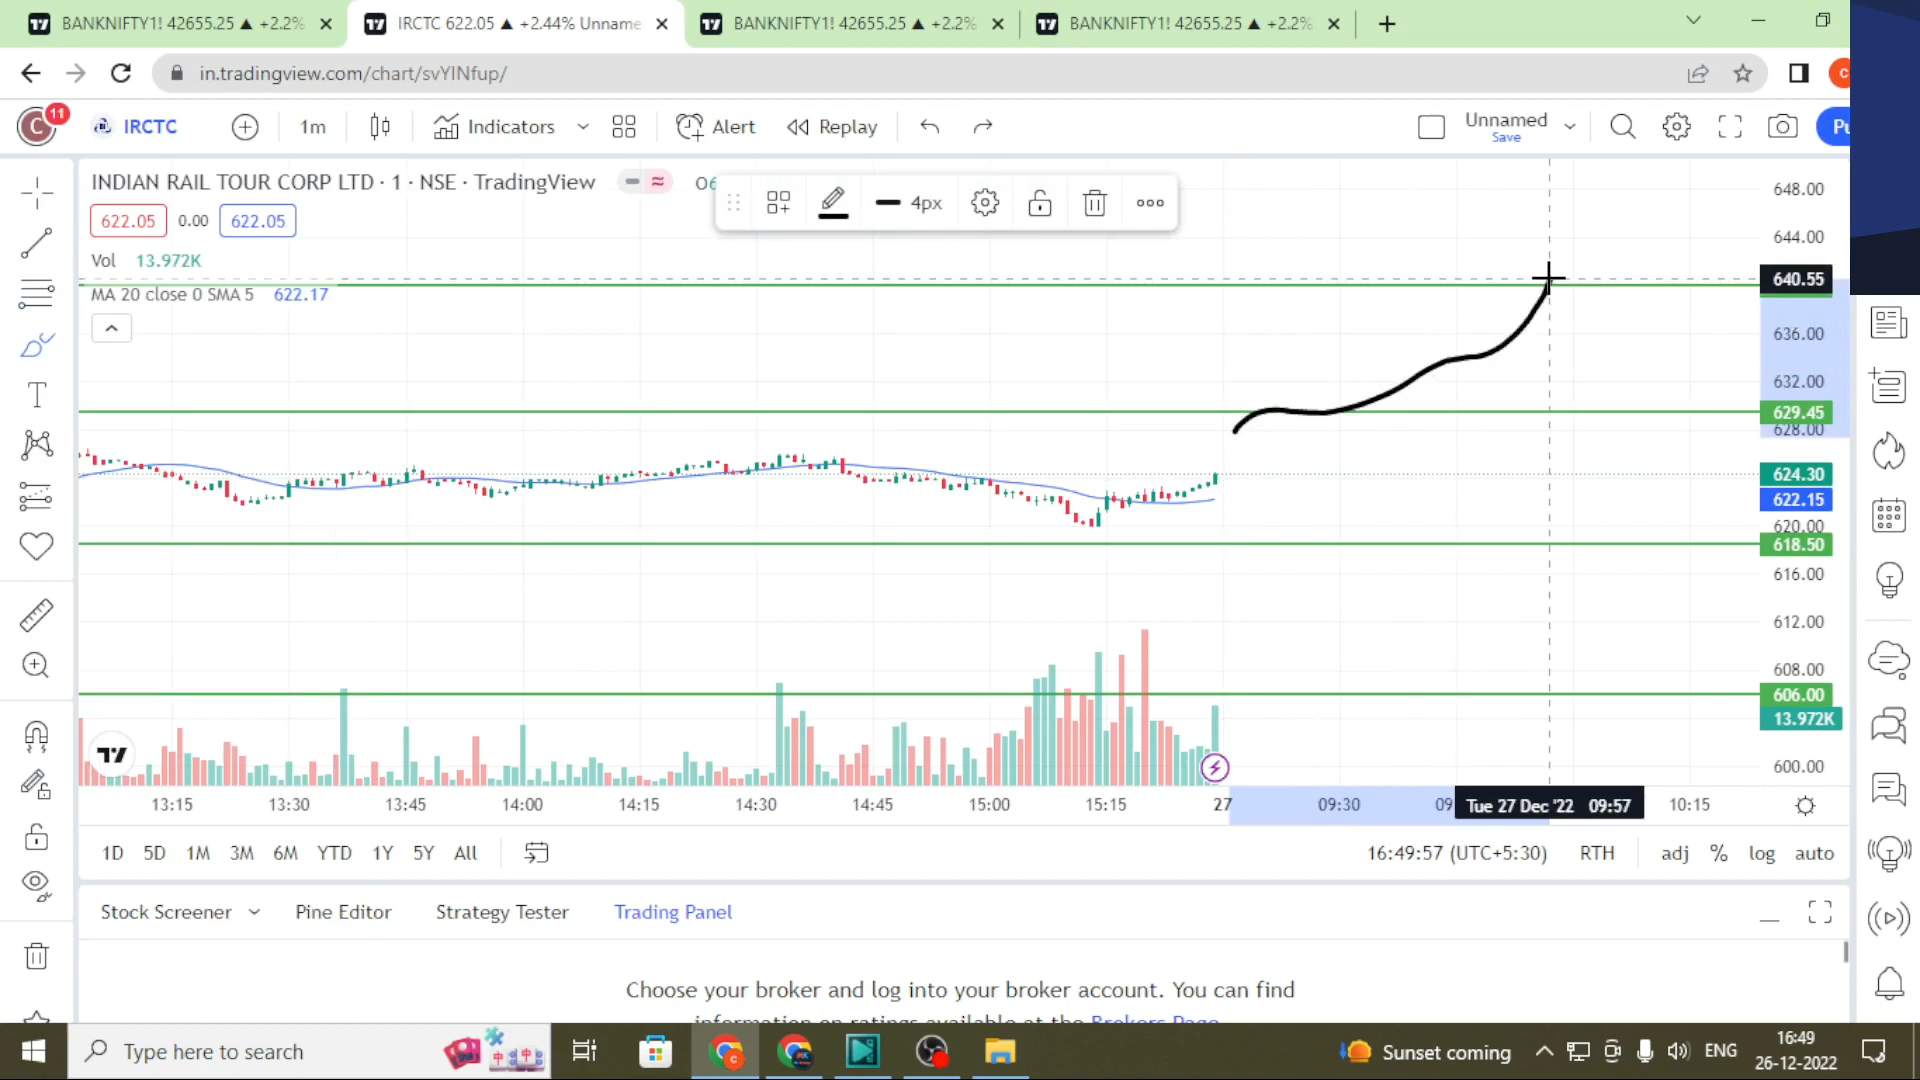 BANKNIFTY1! 42655.25 ▲ +2.2%
IRCTC 622.05 ▲ +2.44% Unname
BANKNIFTY1! 42655.25 ▲ +2.2%
BANKNIFTY1! 42655.25 ▲ +2.2%
in.tradingview.com/chart/svYINfup/
C
C
11
IRCTC
1m
Indicators
Alert
Replay
Unnamed
Save
Pu
INDIAN RAIL TOUR CORP LTD · 1 · NSE · TradingView
4px
622.05
0.00
622.05
Vol 13.972K
MA 20 close 0 SMA 5 622.17
648.00
644.00
640.55
636.00
632.00
629.45
628.00
624.30
622.15
620.00
618.50
616.00
612.00
608.00
606.00
13.972K
600.00
13:15
13:30
13:45
14:00
14:15
14:30
14:45
15:00
15:15
27
09:30
09
Tue 27 Dec '22 09:57
10:15
1D
5D
1M
3M
6M
YTD
1Y
5Y
All
16:49:57 (UTC+5:30)
RTH
adj
%
log
auto
Stock Screener
Pine Editor
Strategy Tester
Trading Panel
Choose your broker and log into your broker account. You can find
information on ratings available at the Brokers Page
Type here to search
Sunset coming
ENG
16:49
26-12-2022